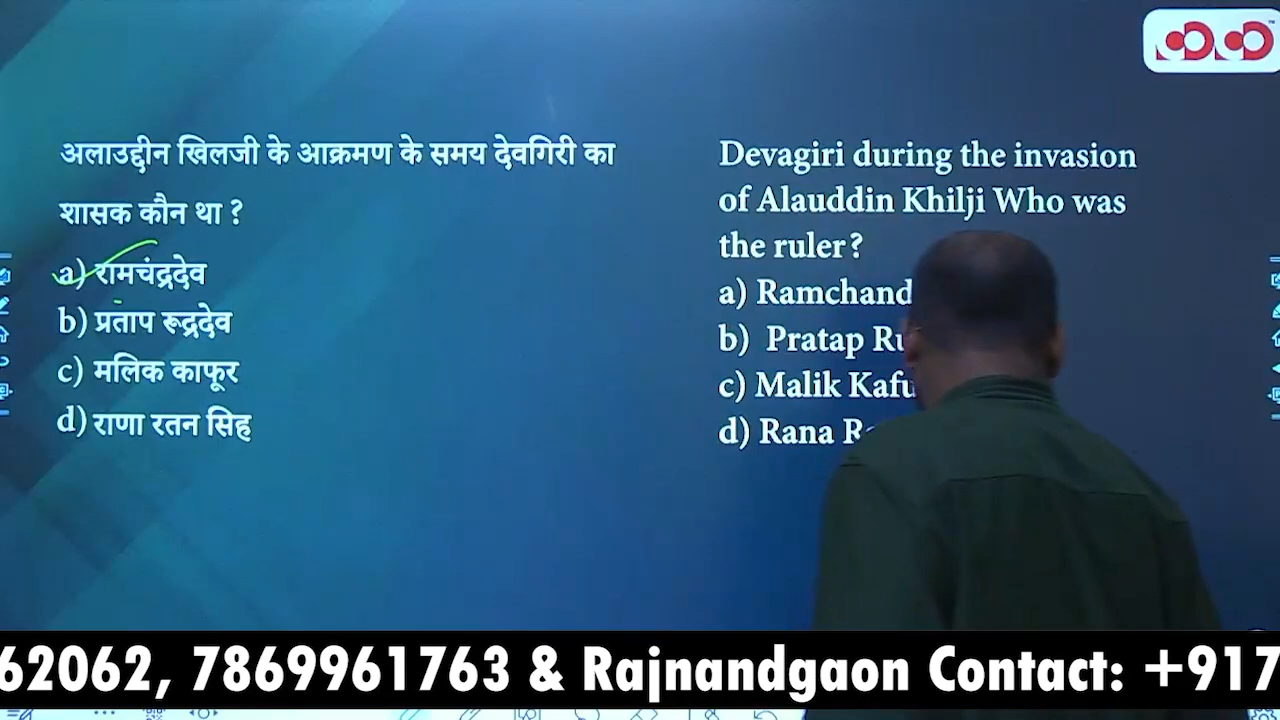 अलाउद्दीन खिलजी के आक्रमण के समय देवगिरी का
शासक कौन था ?
a) रामचंद्रदेव
b) प्रताप रूद्रदेव
c) मलिक काफूर
d) राणा रतन सिह
Devagiri during the invasion
of Alauddin Khilji Who was
the ruler?
a) Ramchand
b) Pratap Ru
c) Malik Kafu
d) Rana Ra
62062, 7869961763 & Rajnandgaon Contact: +917